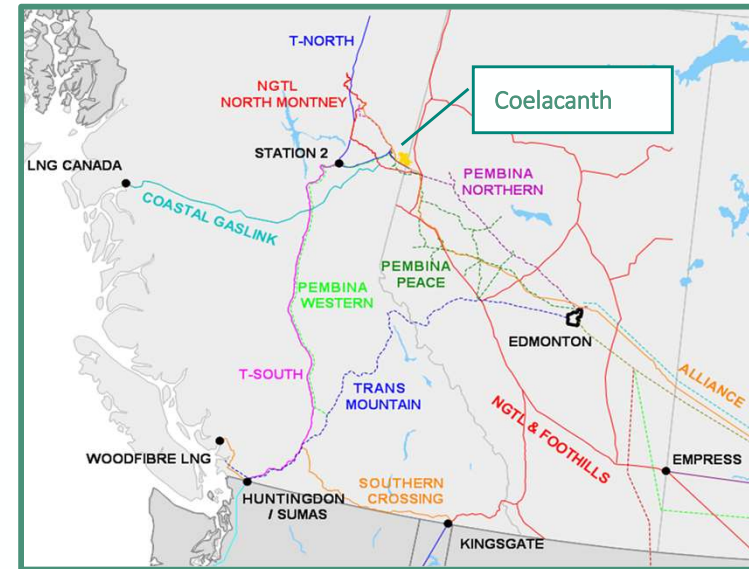 T-NORTH
NGTL
NORTH MONTNEY
Coelacanth
STATION 2
LNG CANADA
PEMBINA
NORTHERN
COASTAL GASLINK
PEMBINA
PEACE
PEMBINA
WESTERN
EDMONTON
T-SOUTH
TRANS
MOUNTAIN
ALLIANCE
NGTL & FOOTHILLS
WOODFIBRE LNG
EMPRESS
SOUTHERN
CROSSING
HUNTINGDON
/ SUMAS
KINGSGATE